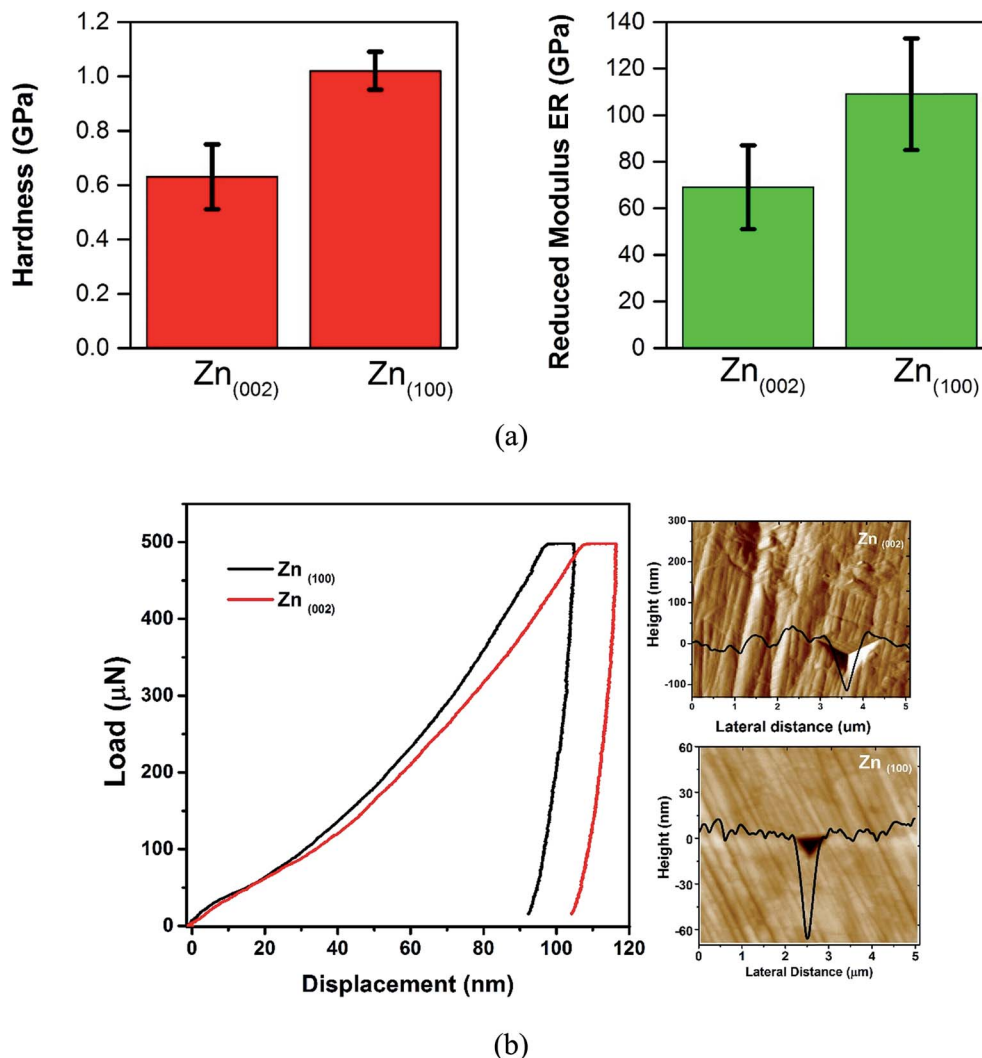 Hardness (GPa)
1.2
1.0
0.8
0.6
0.4
0.2
0.0
Zn(002)
Zn(100)
Reduced Modulus ER (GPa)
140
120
100
80
60
40
20
0
Zn(002)
Zn(100)
(a)
Load (μN)
500
400
300
200
100
0
Zn (100)
Zn (002)
0 20 40 60 80 100 120
Displacement (nm)
Height (nm)
300
200
100
0
-100
Zn (002)
0 1 2 3 4 5
Lateral distance (um)
Height (nm)
60
30
0
-30
-60
Zn (100)
0 1 2 3 4 5
Lateral Distance (μm)
(b)